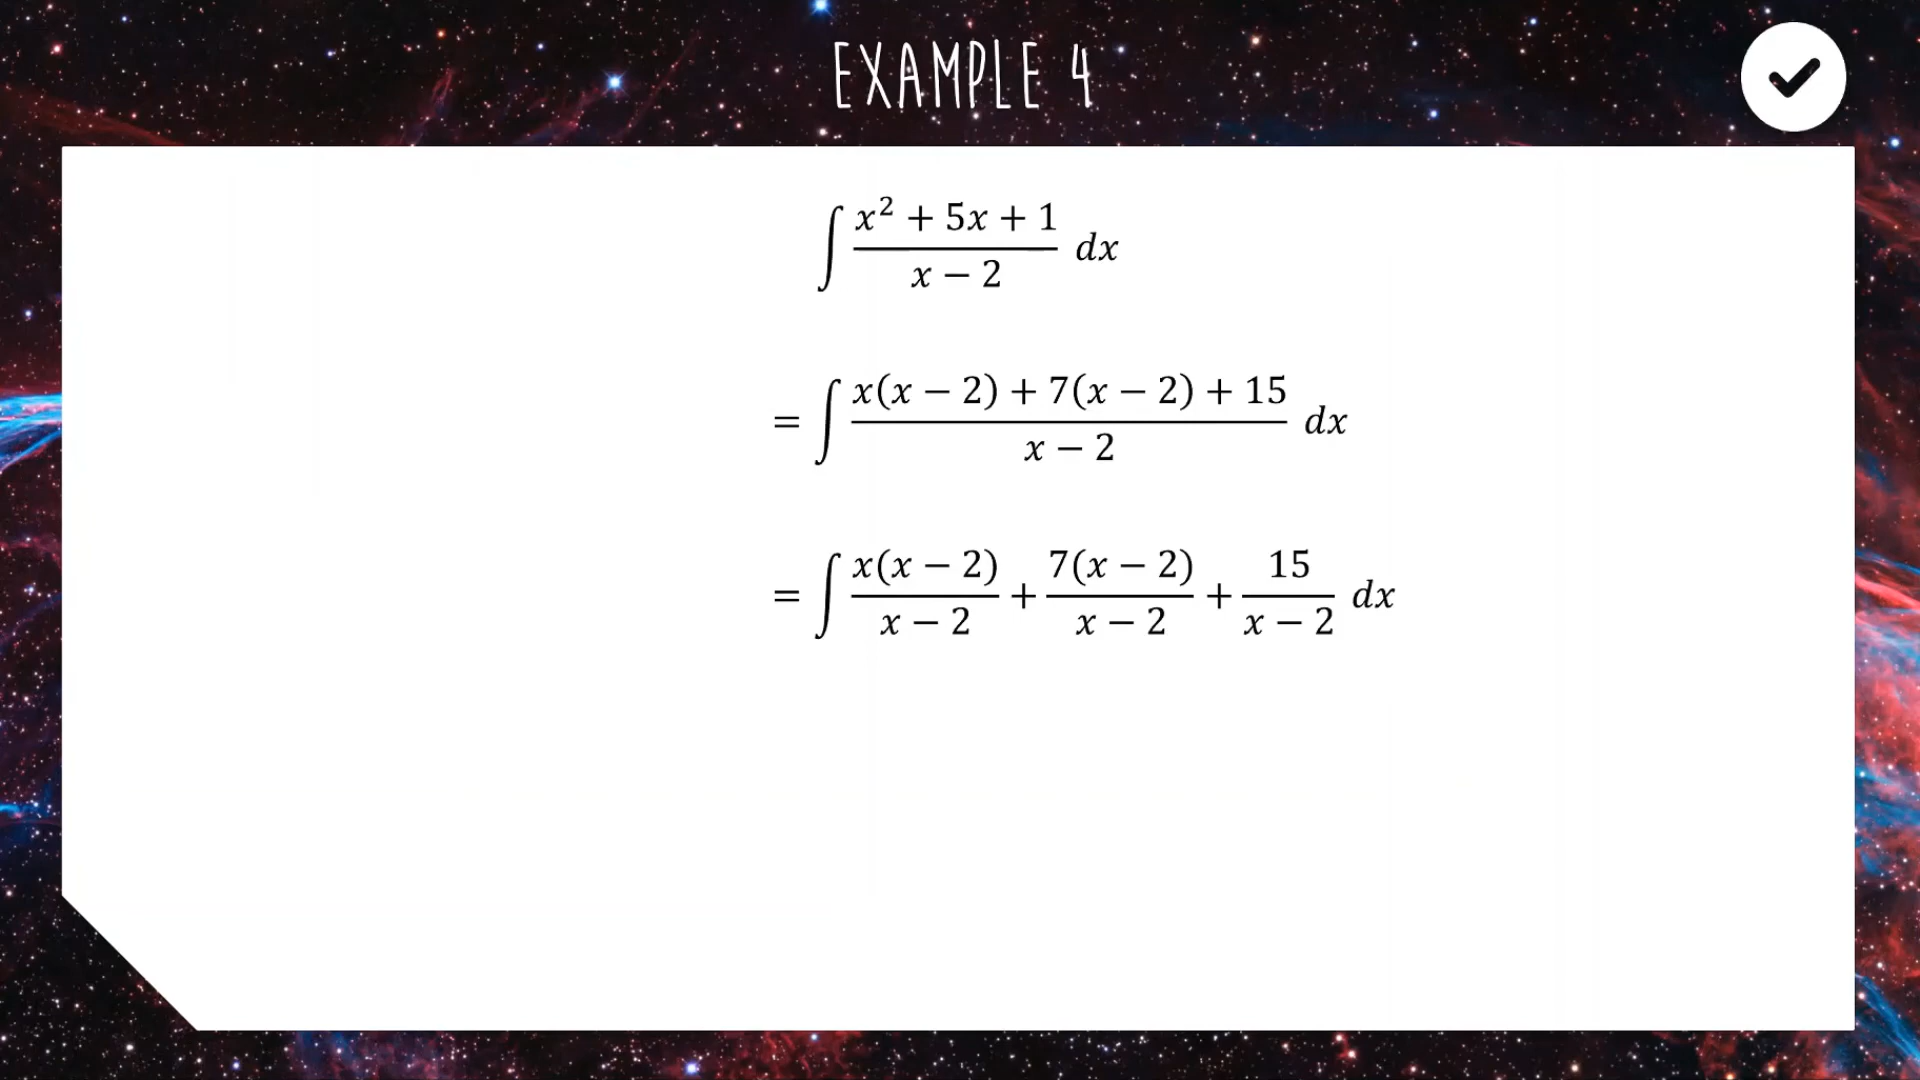 EXAMPLE 4
∫ (x² + 5x + 1)/(x − 2) dx
= ∫ (x(x − 2) + 7(x − 2) + 15)/(x − 2) dx
= ∫ x(x − 2)/(x − 2) + 7(x − 2)/(x − 2) + 15/(x − 2) dx